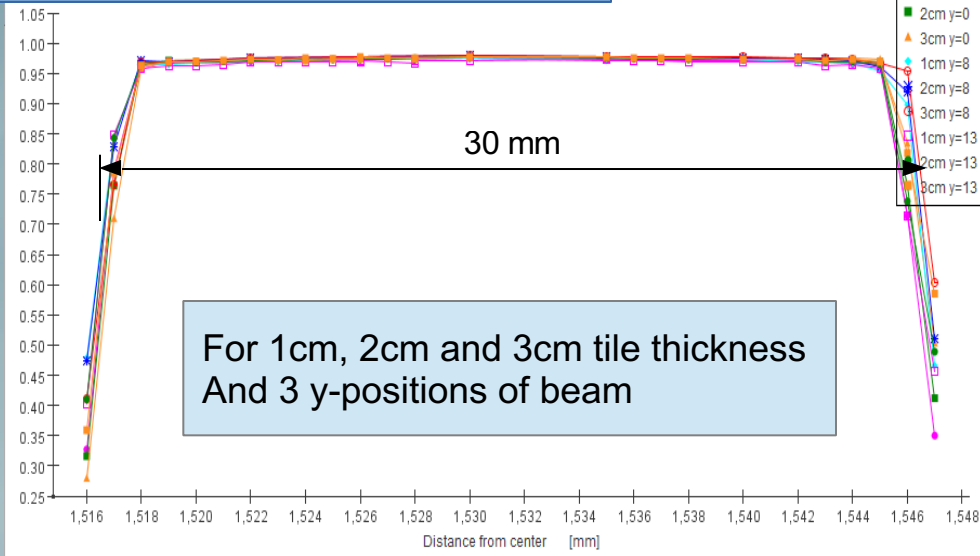 1.05
1.00
0.95
0.90
0.85
0.80
0.75
0.70
0.65
0.60
0.55
0.50
0.45
0.40
0.35
0.30
0.25
30 mm
2cm y=0
3cm y=0
1cm y=8
2cm y=8
3cm y=8
1cm y=13
2cm y=13
3cm y=13
For 1cm, 2cm and 3cm tile thickness
And 3 y-positions of beam
1,516 1,518 1,520 1,522 1,524 1,526 1,528 1,530 1,532 1,534 1,536 1,538 1,540 1,542 1,544 1,546 1,548
Distance from center [mm]